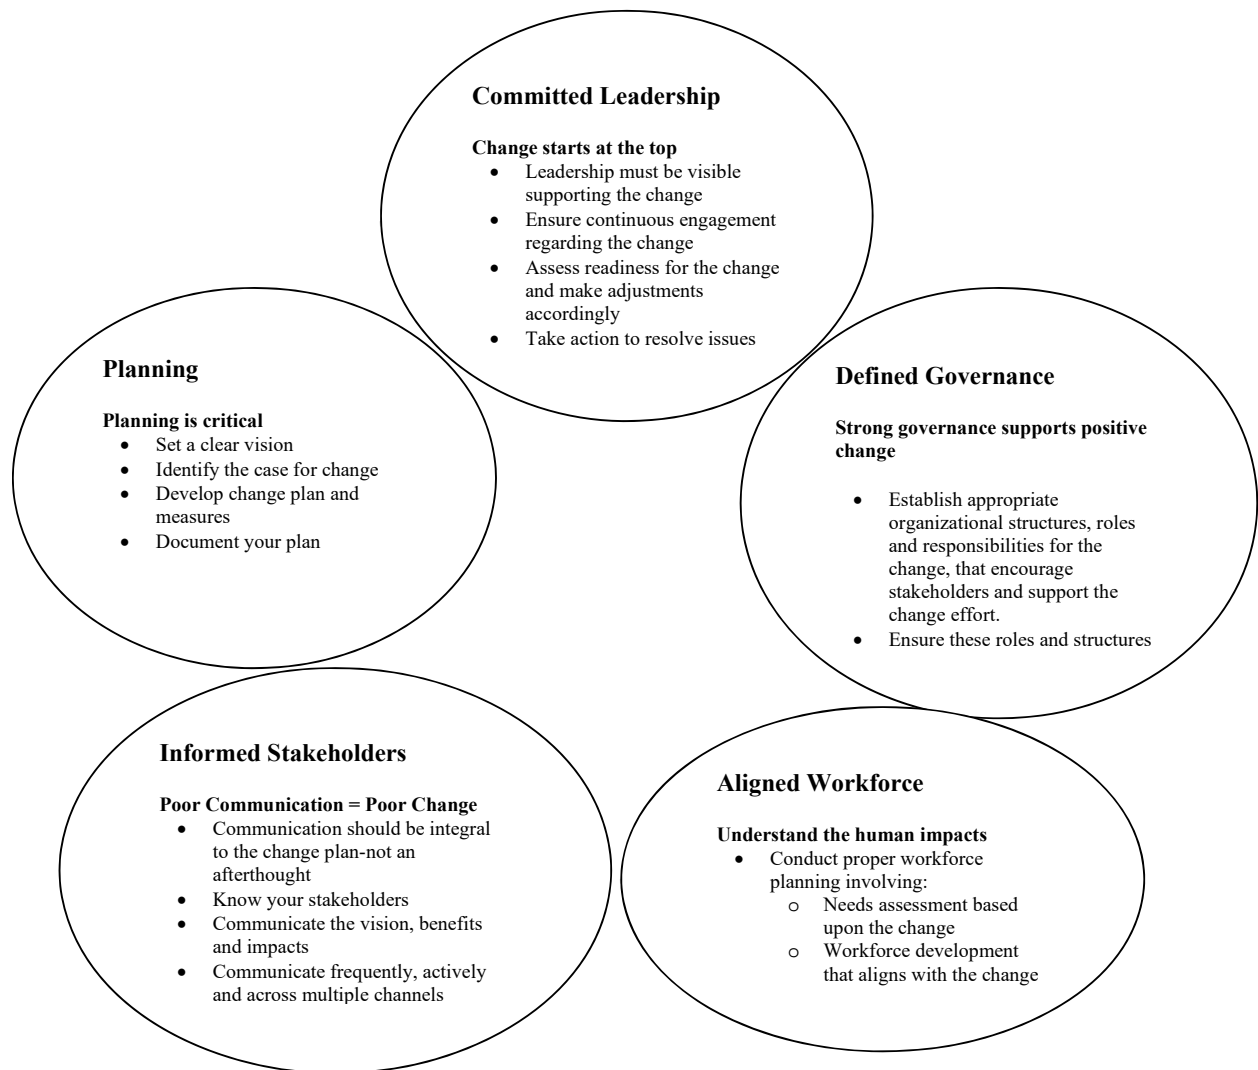 Committed Leadership
Change starts at the top
• Leadership must be visible
supporting the change
• Ensure continuous engagement
regarding the change
• Assess readiness for the change
and make adjustments
accordingly
• Take action to resolve issues
Planning
Planning is critical
• Set a clear vision
• Identify the case for change
• Develop change plan and
measures
• Document your plan
Defined Governance
Strong governance supports positive
change
• Establish appropriate
organizational structures, roles
and responsibilities for the
change, that encourage
stakeholders and support the
change effort.
• Ensure these roles and structures
Informed Stakeholders
Poor Communication = Poor Change
• Communication should be integral
to the change plan-not an
afterthought
• Know your stakeholders
• Communicate the vision, benefits
and impacts
• Communicate frequently, actively
and across multiple channels
Aligned Workforce
Understand the human impacts
• Conduct proper workforce
planning involving:
o Needs assessment based
upon the change
o Workforce development
that aligns with the change